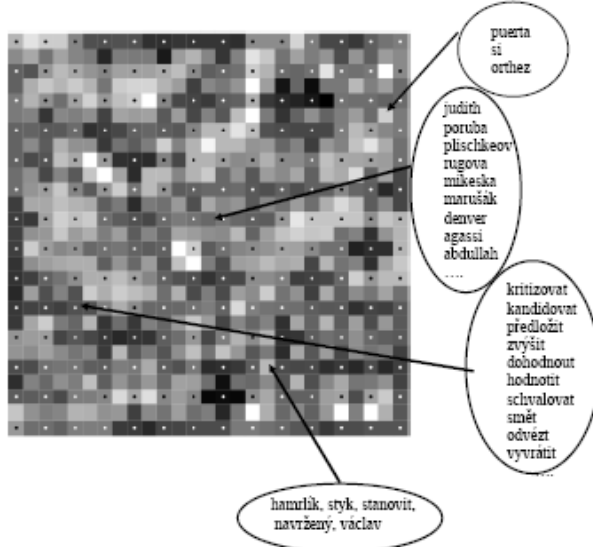 puerta
si
orthez
judith
poruba
plischkeov
rugova
mikeska
marušák
denver
agassi
abdullah
....
kritizovat
kandidovat
předložit
zvýšit
dohodnout
hodnotit
schvalovat
smět
odvézt
vyvrátit
....
hamrlík, styk, stanovit,
navržený, václav